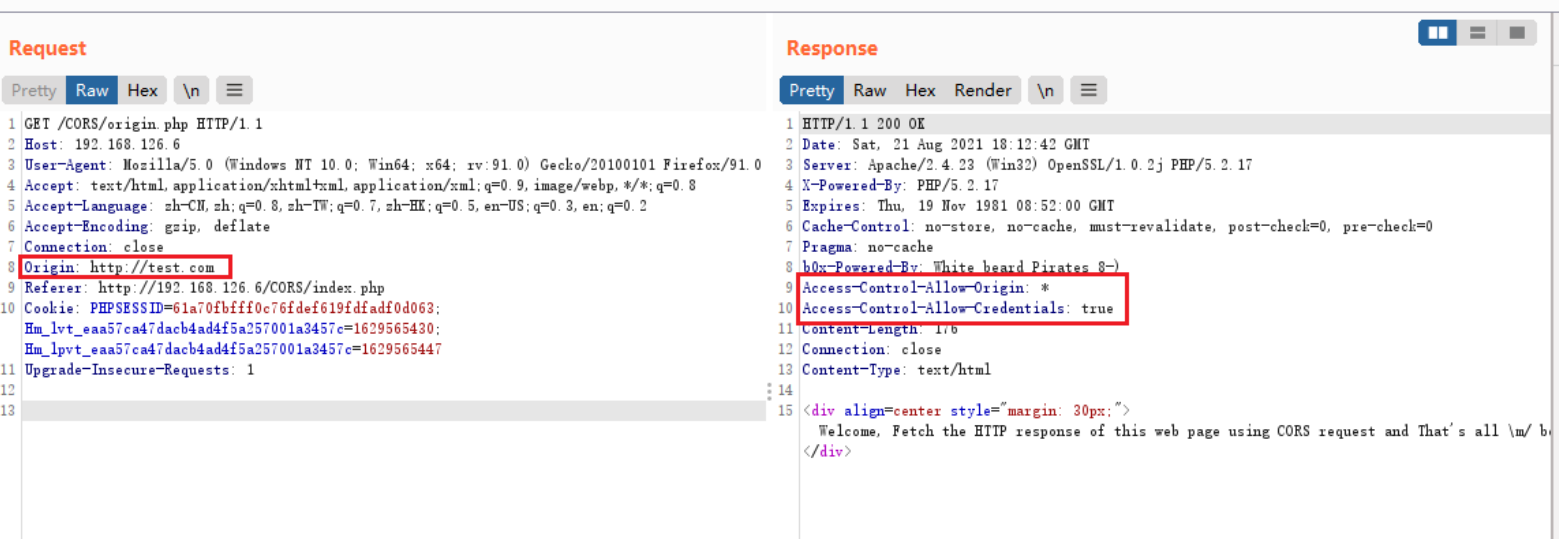 Request
Pretty Raw Hex \n
1 GET /CORS/origin.php HTTP/1.1
2 Host: 192.168.126.6
3 User-Agent: Mozilla/5.0 (Windows NT 10.0; Win64; x64; rv:91.0) Gecko/20100101 Firefox/91.0
4 Accept: text/html,application/xhtml+xml,application/xml;q=0.9,image/webp,*/*;q=0.8
5 Accept-Language: zh-CN,zh;q=0.8,zh-TW;q=0.7,zh-HK;q=0.5,en-US;q=0.3,en;q=0.2
6 Accept-Encoding: gzip, deflate
7 Connection: close
8 Origin: http://test.com
9 Referer: http://192.168.126.6/CORS/index.php
10 Cookie: PHPSESSID=61a70fbfff0c76fdef619fdfadf0d063;
Hm_lvt_eaa57ca47dacb4ad4f5a257001a3457c=1629565430;
Hm_lpvt_eaa57ca47dacb4ad4f5a257001a3457c=1629565447
11 Upgrade-Insecure-Requests: 1
12
13
Response
Pretty Raw Hex Render \n
1 HTTP/1.1 200 OK
2 Date: Sat, 21 Aug 2021 18:12:42 GMT
3 Server: Apache/2.4.23 (Win32) OpenSSL/1.0.2j PHP/5.2.17
4 X-Powered-By: PHP/5.2.17
5 Expires: Thu, 19 Nov 1981 08:52:00 GMT
6 Cache-Control: no-store, no-cache, must-revalidate, post-check=0, pre-check=0
7 Pragma: no-cache
8 b0x-Powered-By: White beard Pirates 8-)
9 Access-Control-Allow-Origin: *
10 Access-Control-Allow-Credentials: true
11 Content-Length: 176
12 Connection: close
13 Content-Type: text/html
14
15 <div align=center style="margin: 30px;">
Welcome, Fetch the HTTP response of this web page using CORS request and That's all \m/
</div>